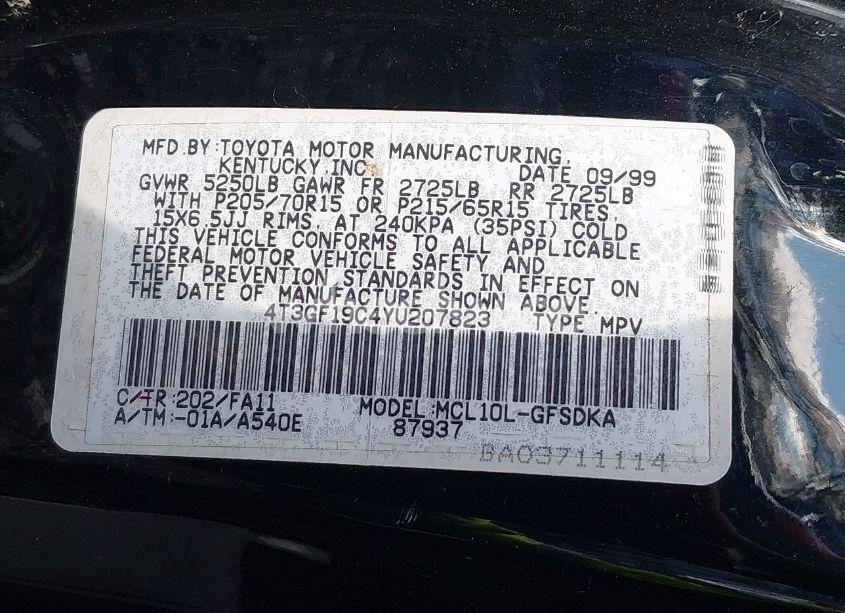 MFD.BY:TOYOTA MOTOR MANUFACTURING,
KENTUCKY,INC. DATE 09/99
GVWR 5250LB GAWR FR 2725LB RR 2725LB
WITH P205/70R15 OR P215/65R15 TIRES,
15X6.5JJ RIMS, AT 240KPA (35PSI) COLD
THIS VEHICLE CONFORMS TO ALL APPLICABLE
FEDERAL MOTOR VEHICLE SAFETY AND
THEFT PREVENTION STANDARDS IN EFFECT ON
THE DATE OF MANUFACTURE SHOWN ABOVE.
4T3GF19C4YU207823 TYPE MPV
C/TR:202/FA11 MODEL:MCL10L-GFSDKA
A/TM:-01A/A540E 87937
BA03711114